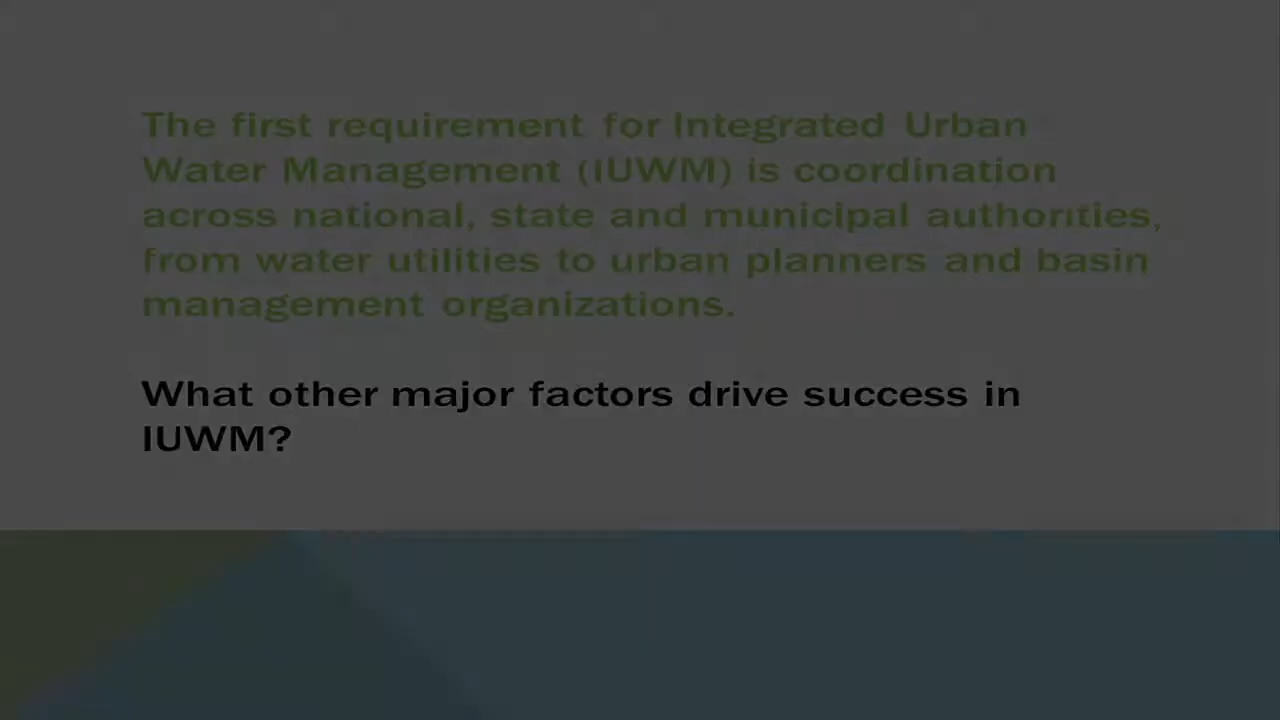 The first requirement for Integrated Urban
Water Management (IUWM) is coordination
across national, state and municipal authorities,
from water utilities to urban planners and basin
management organizations.
What other major factors drive success in
IUWM?